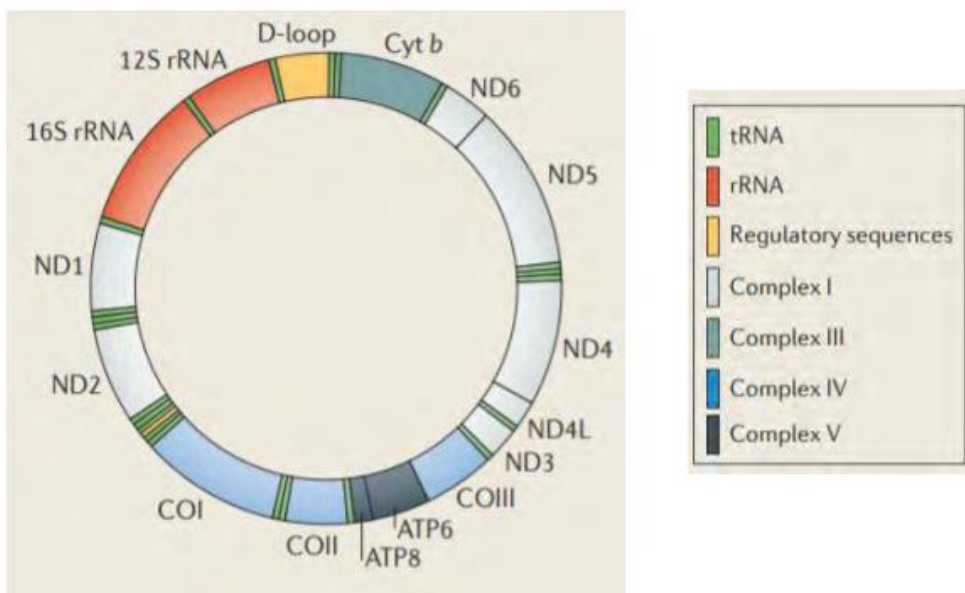 D-loop
Cyt b
12S rRNA
ND6
16S rRNA
ND5
ND1
ND4
ND2
ND4L
ND3
COIII
COI
ATP6
COII
ATP8
tRNA
rRNA
Regulatory sequences
Complex I
Complex III
Complex IV
Complex V